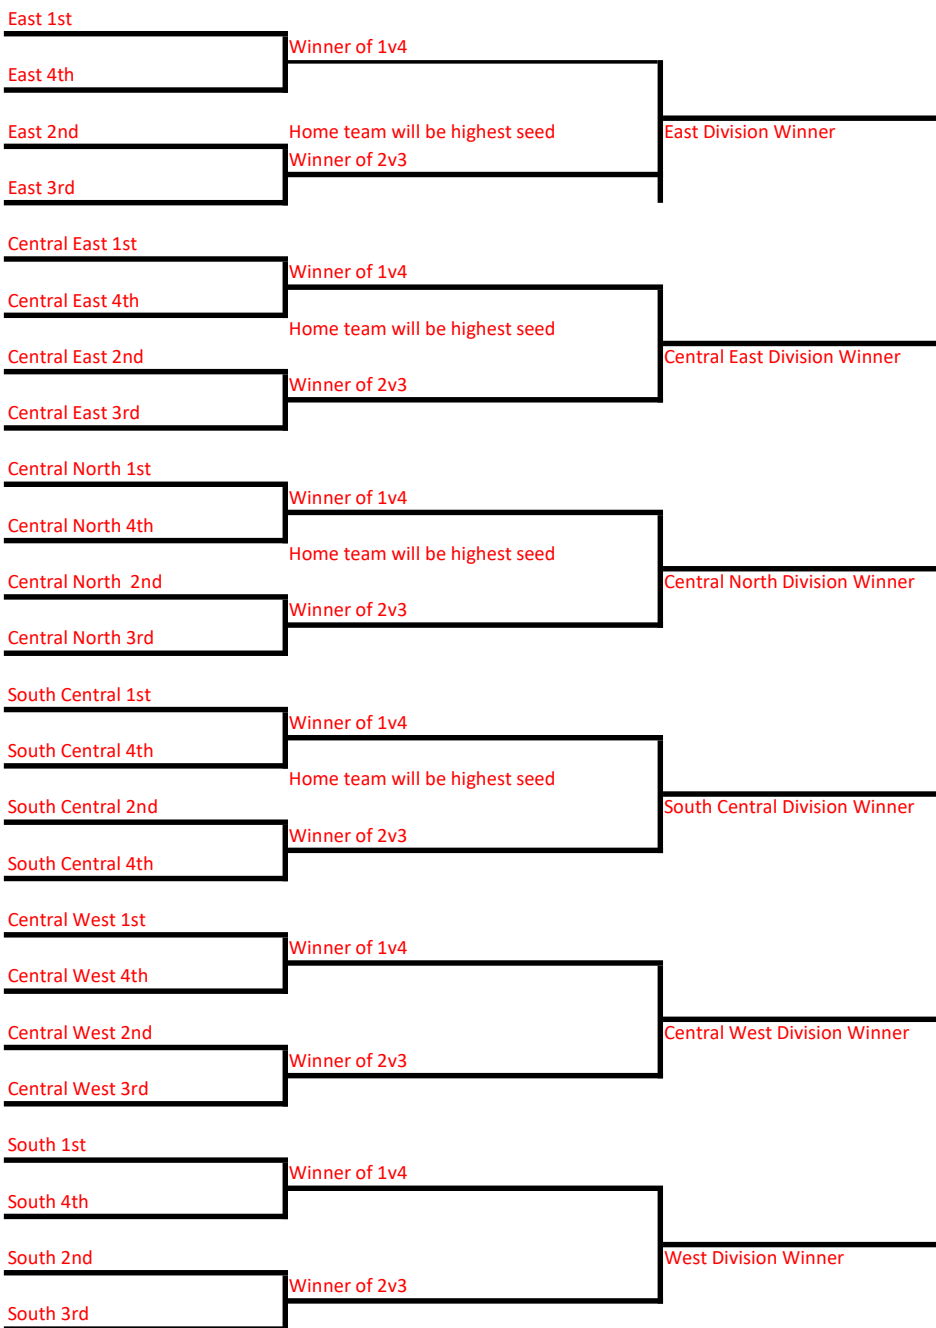 East 1st
Winner of 1v4
East 4th
East 2nd
Home team will be highest seed
East Division Winner
Winner of 2v3
East 3rd
Central East 1st
Winner of 1v4
Central East 4th
Home team will be highest seed
Central East 2nd
Central East Division Winner
Winner of 2v3
Central East 3rd
Central North 1st
Winner of 1v4
Central North 4th
Home team will be highest seed
Central North  2nd
Central North Division Winner
Winner of 2v3
Central North 3rd
South Central 1st
Winner of 1v4
South Central 4th
Home team will be highest seed
South Central 2nd
South Central Division Winner
Winner of 2v3
South Central 4th
Central West 1st
Winner of 1v4
Central West 4th
Central West 2nd
Central West Division Winner
Winner of 2v3
Central West 3rd
South 1st
Winner of 1v4
South 4th
South 2nd
West Division Winner
Winner of 2v3
South 3rd